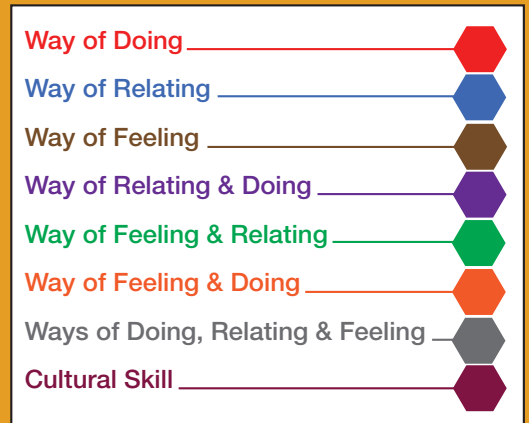 Way of Doing
Way of Relating
Way of Feeling
Way of Relating & Doing
Way of Feeling & Relating
Way of Feeling & Doing
Ways of Doing, Relating & Feeling
Cultural Skill